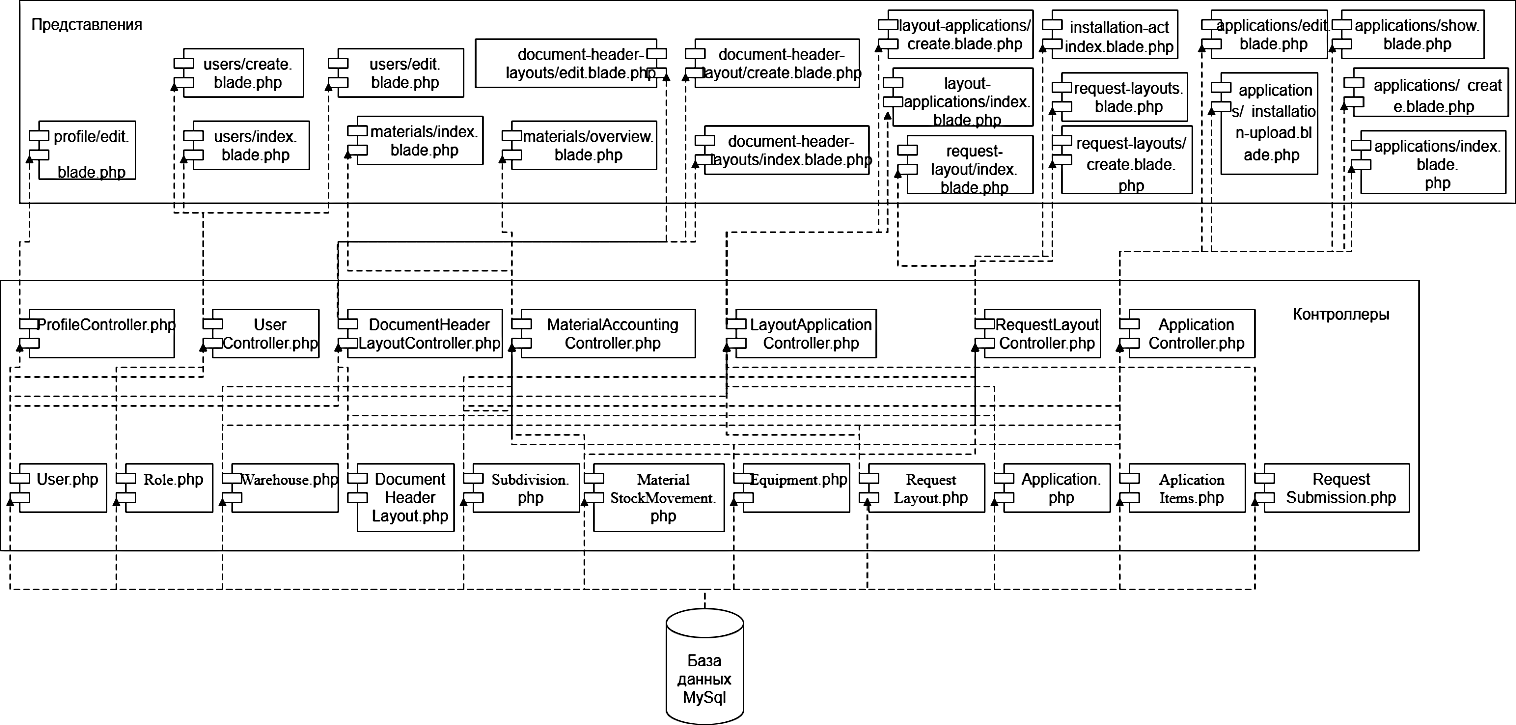 Представления
layout-applications/
create.blade.php
installation-act
index.blade.php
applications/edit.
blade.php
applications/show.
blade.php
users/create.
blade.php
users/edit.
blade.php
document-header-
layouts/edit.blade.php
document-header-
layout/create.blade.php
layout-
applications/index.
blade.php
request-layouts.
blade.php
application
s/ installatio
n-upload.bl
ade.php
applications/ creat
e.blade.php
profile/edit.
blade.php
users/index.
blade.php
materials/index.
blade.php
materials/overview.
blade.php
document-header-
layouts/index.blade.php
request-
layout/index.
blade.php
request-layouts/
create.blade.
php
applications/index.
blade.
php
Контроллеры
ProfileController.php
User
Controller.php
DocumentHeader
LayoutController.php
MaterialAccounting
Controller.php
LayoutApplication
Controller.php
RequestLayout
Controller.php
Application
Controller.php
User.php
Role.php
Warehouse.php
Document
Header
Layout.php
Subdivision.
php
Material
StockMovement.
php
Equipment.php
Request
Layout.php
Application.
php
Aplication
Items.php
Request
Submission.php
База
данных
MySql